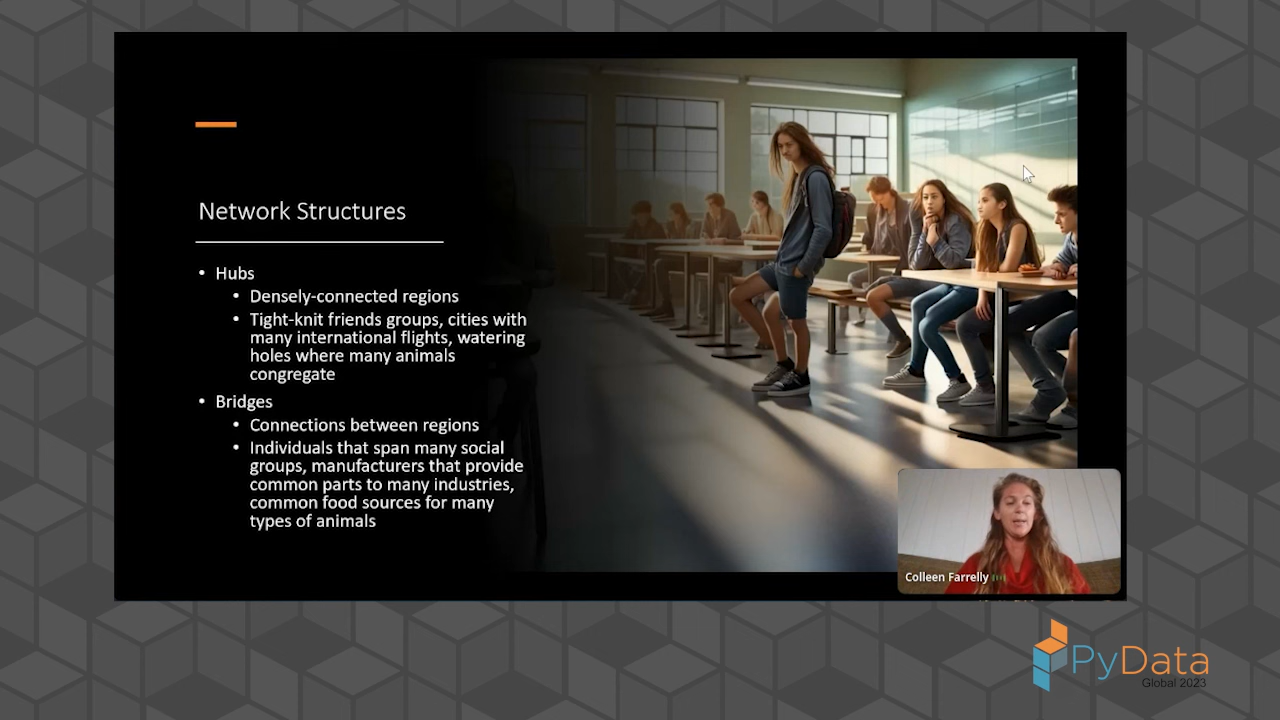 Network Structures
• Hubs
• Densely-connected regions
• Tight-knit friends groups, cities with
many international flights, watering
holes where many animals
congregate
• Bridges
• Connections between regions
• Individuals that span many social
groups, manufacturers that provide
common parts to many industries,
common food sources for many
types of animals
Colleen Farrelly
PyData
Global 2023